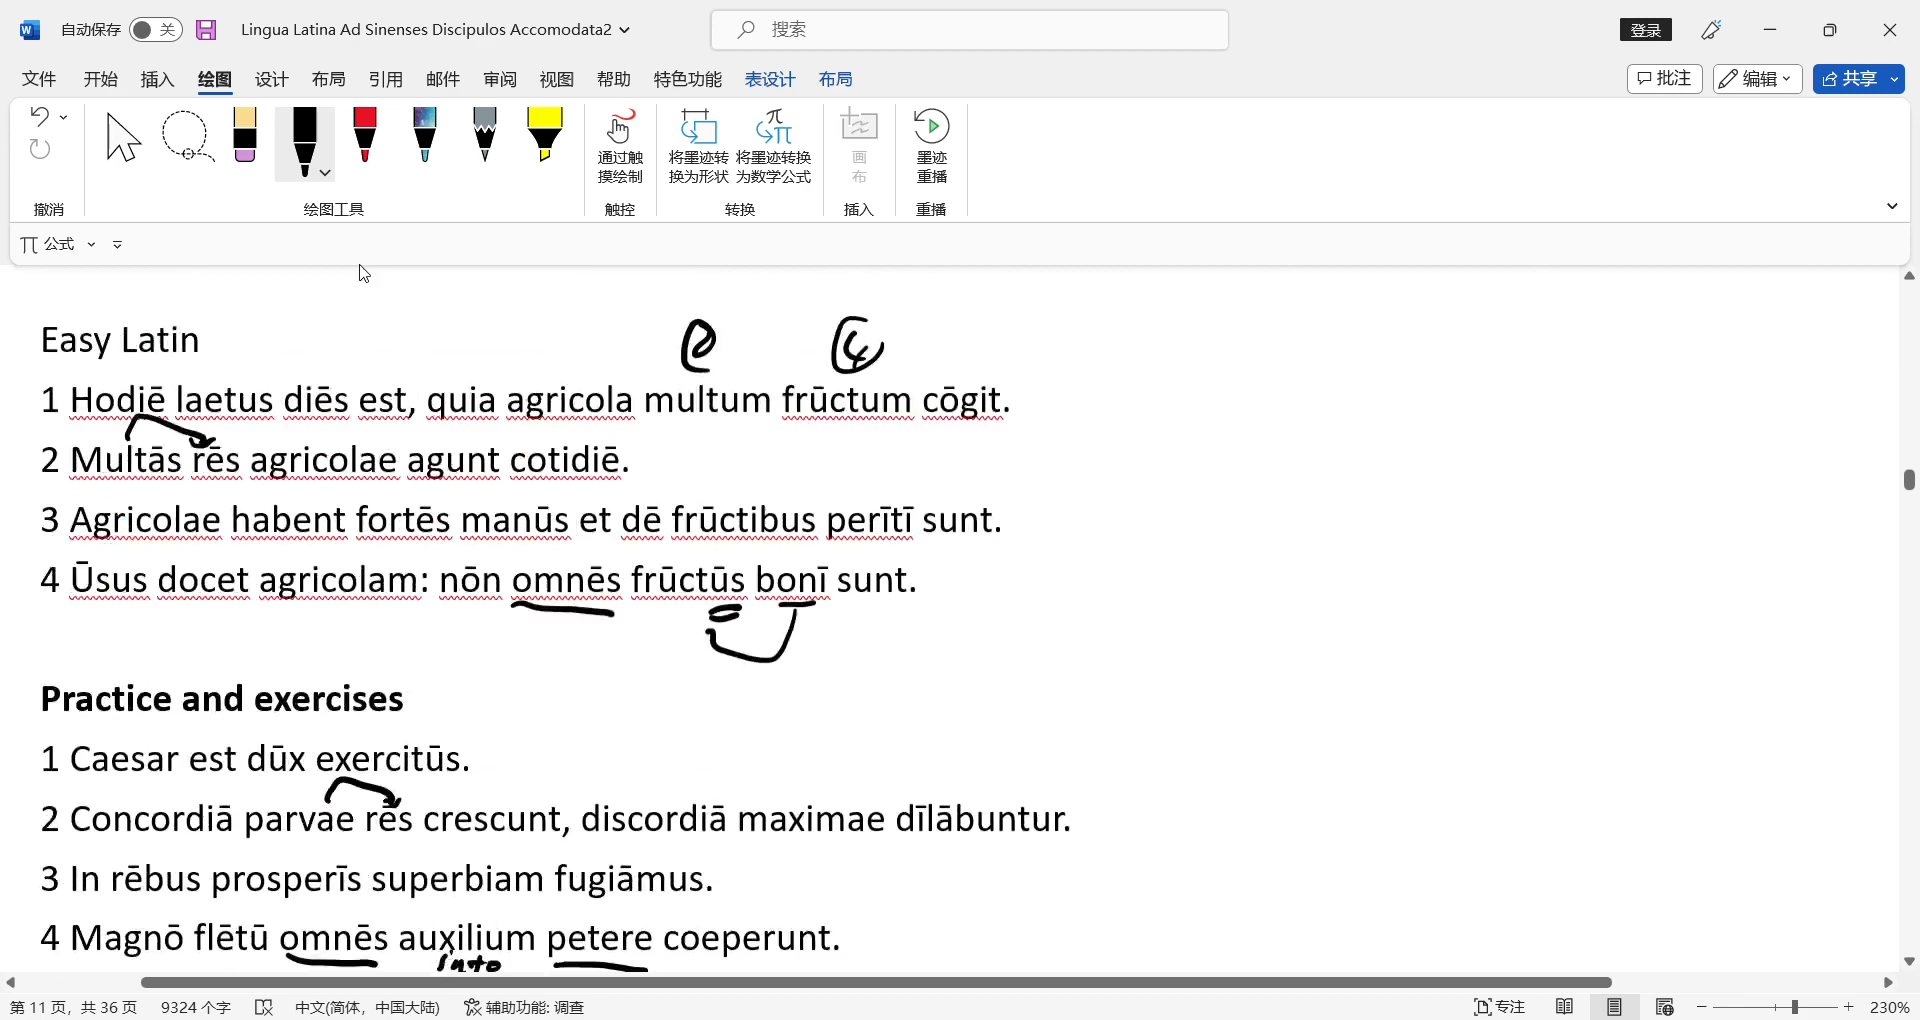 自动保存 关 Lingua Latina Ad Sinenses Discipulos Accomodata2 搜索 登录
文件 开始 插入 绘图 设计 布局 引用 邮件 审阅 视图 帮助 特色功能 表设计 布局 批注 编辑 共享
通过触摸绘制 将墨迹转换为形状 将墨迹转换为数学公式 画布 墨迹重播
撤消 绘图工具 触控 转换 插入 重播
公式
Easy Latin
1 Hodiē laetus diēs est, quia agricola multum frūctum cōgit.
2 Multās rēs agricolae agunt cotidiē.
3 Agricolae habent fortēs manūs et dē frūctibus perītī sunt.
4 Ūsus docet agricolam: nōn omnēs frūctūs bonī sunt.
Practice and exercises
1 Caesar est dūx exercitūs.
2 Concordiā parvae rēs crescunt, discordiā maximae dīlābuntur.
3 In rēbus prosperīs superbiam fugiāmus.
4 Magnō flētū omnēs auxilium petere coeperunt.
第 11 页，共 36 页 9324 个字 中文(简体，中国大陆) 辅助功能: 调查 专注 230%